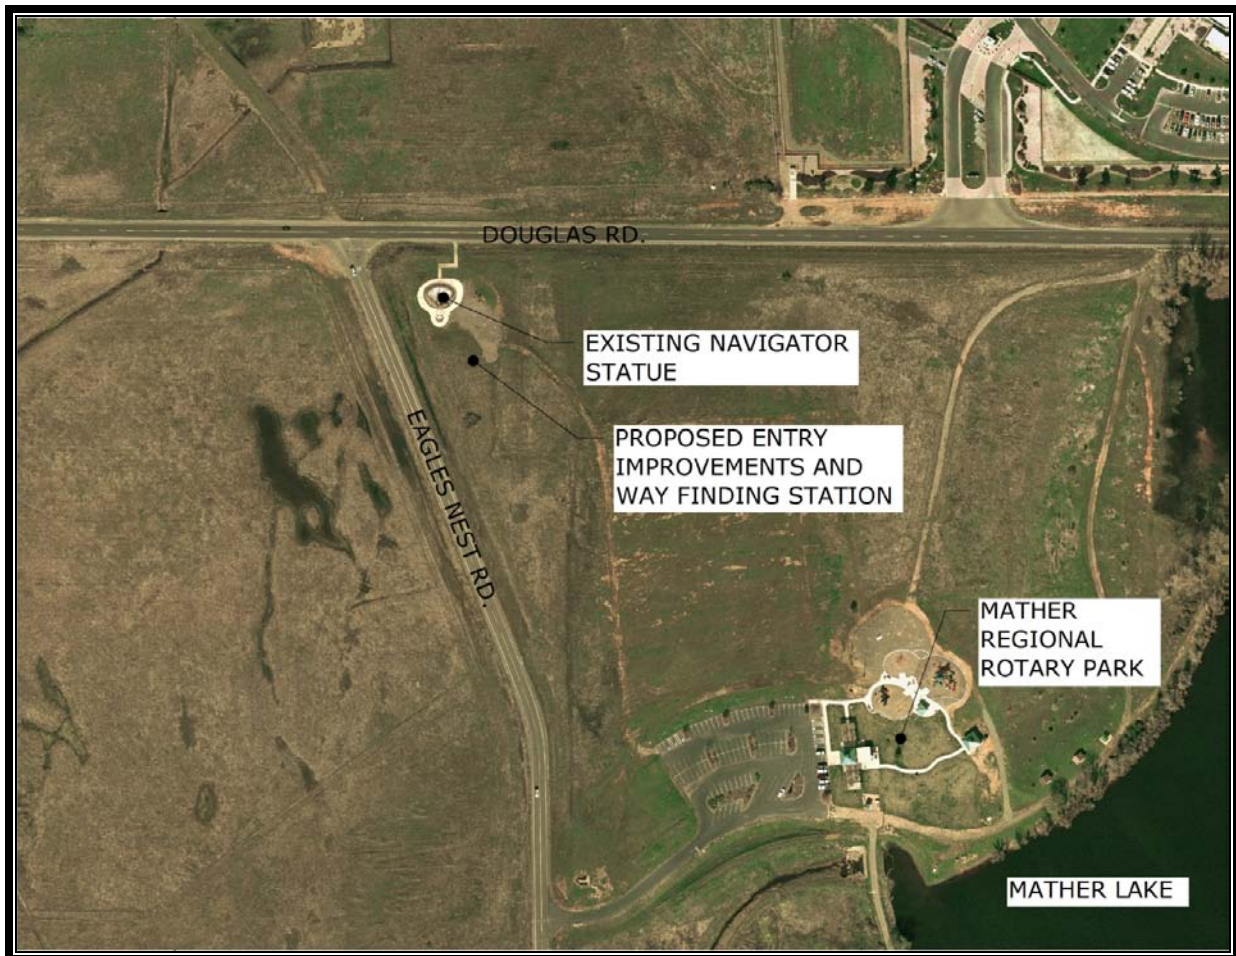 DOUGLAS RD.
EXISTING NAVIGATOR
STATUE
PROPOSED ENTRY
IMPROVEMENTS AND
WAY FINDING STATION
EAGLES NEST RD.
MATHER
REGIONAL
ROTARY PARK
MATHER LAKE